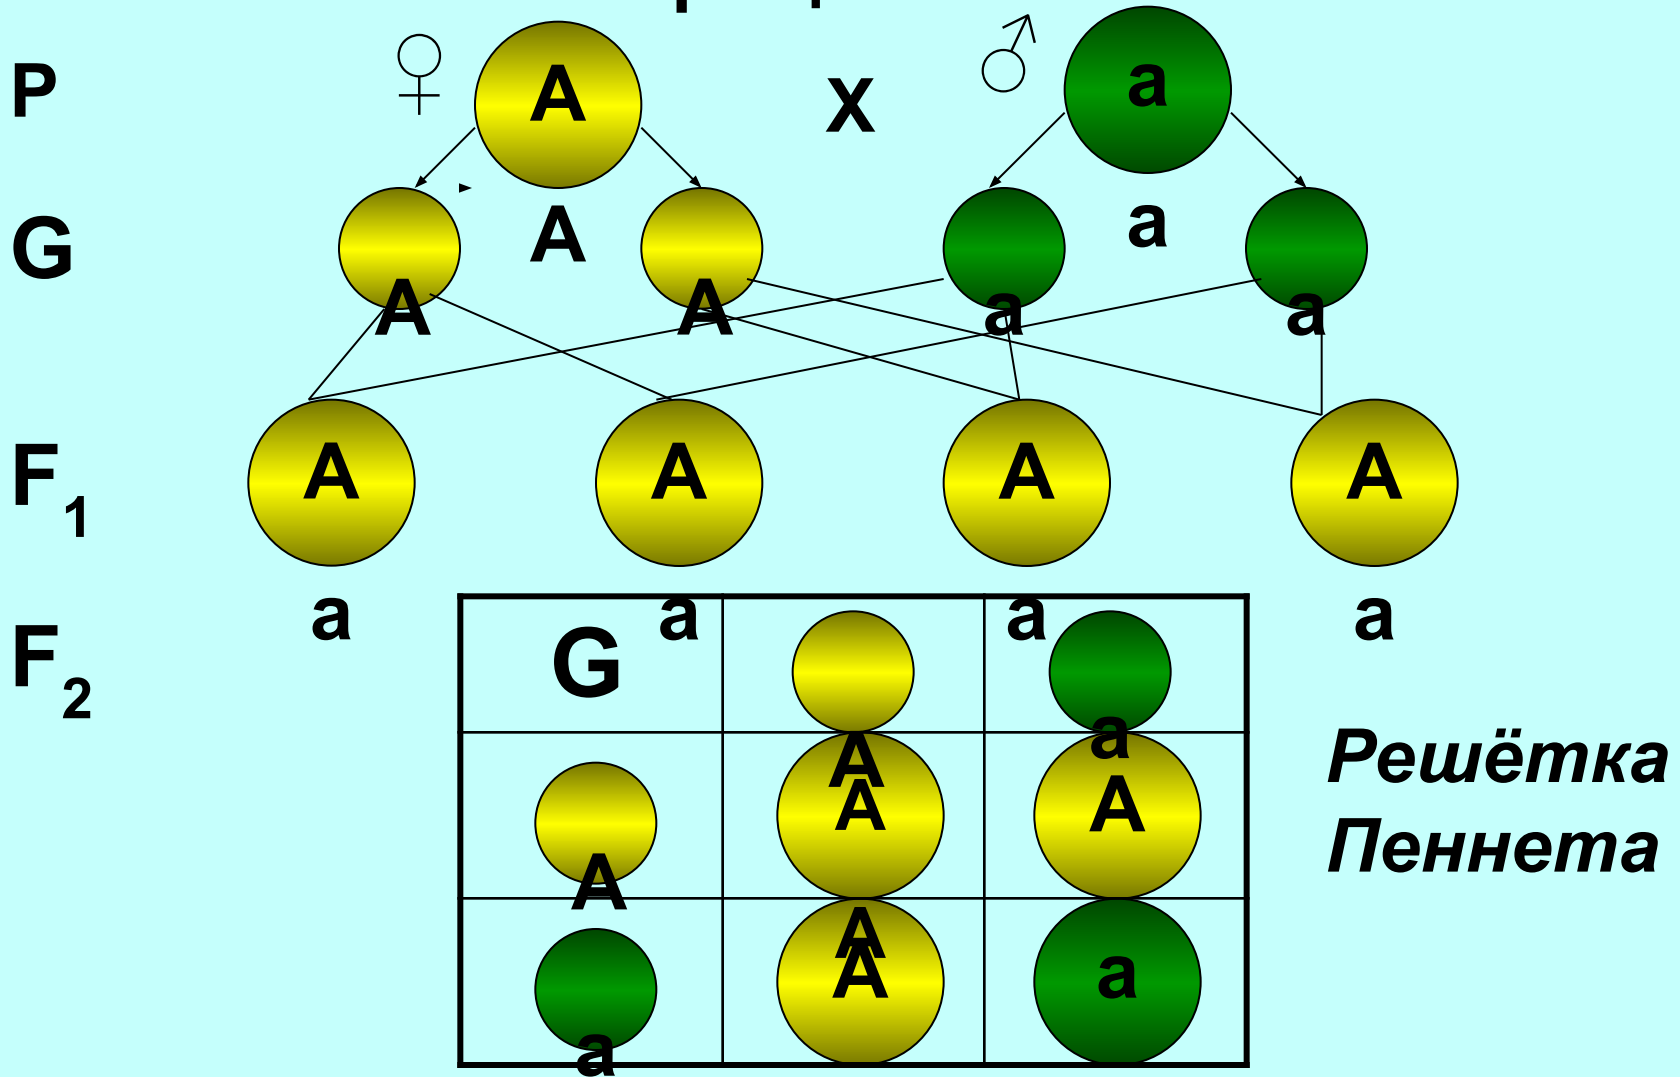 P ♀ A X ♂ a
G A a
A A a a
F1 A A A A
a a a a
F2 G
A a
A A
A
A
A a
a
Решётка
Пеннета